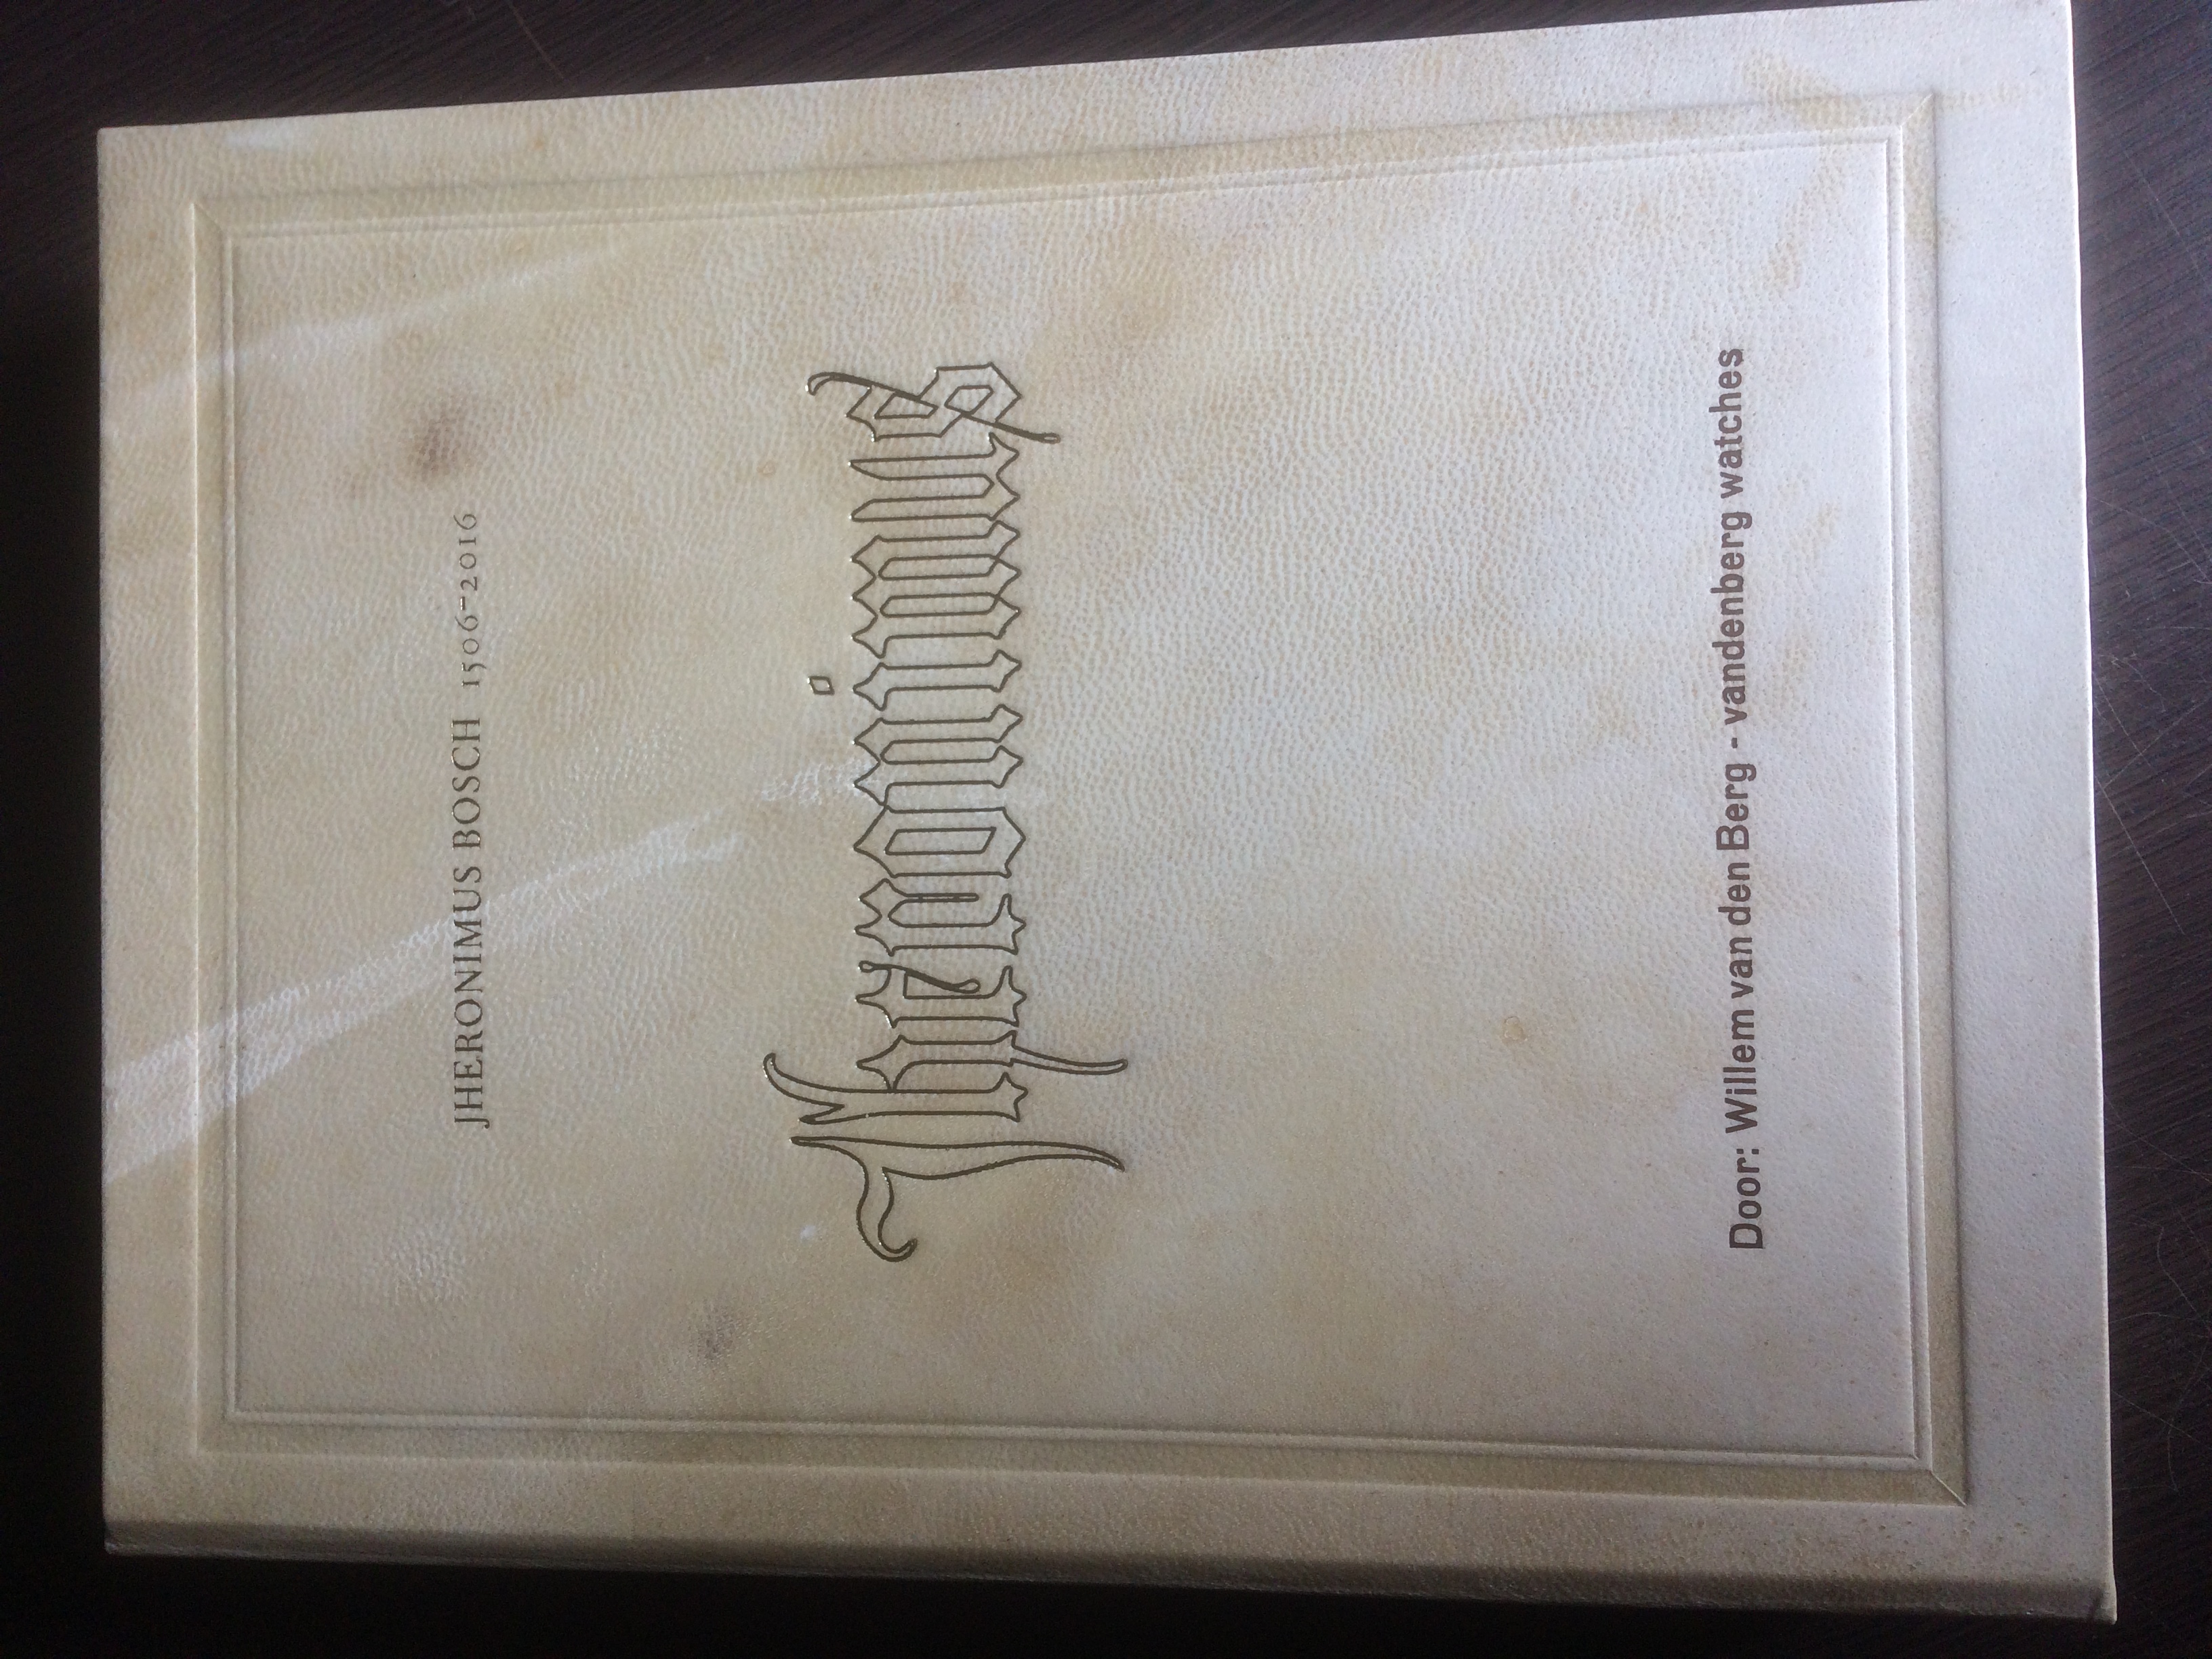 JHERONIMUS BOSCH 1506-2016
Jheronimus
Door: Willem van den Berg - vandenberg watches